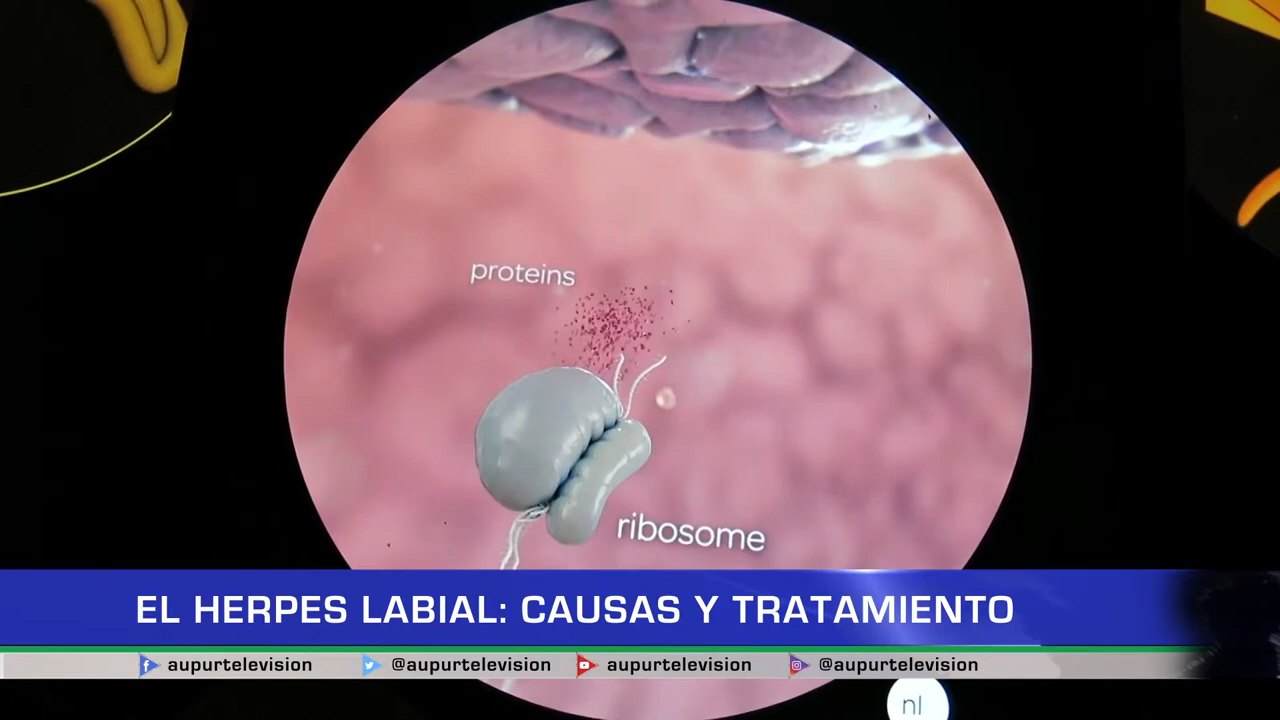 proteins
ribosome
EL HERPES LABIAL: CAUSAS Y TRATAMIENTO
aupurtelevision @aupurtelevision aupurtelevision @aupurtelevision
nl